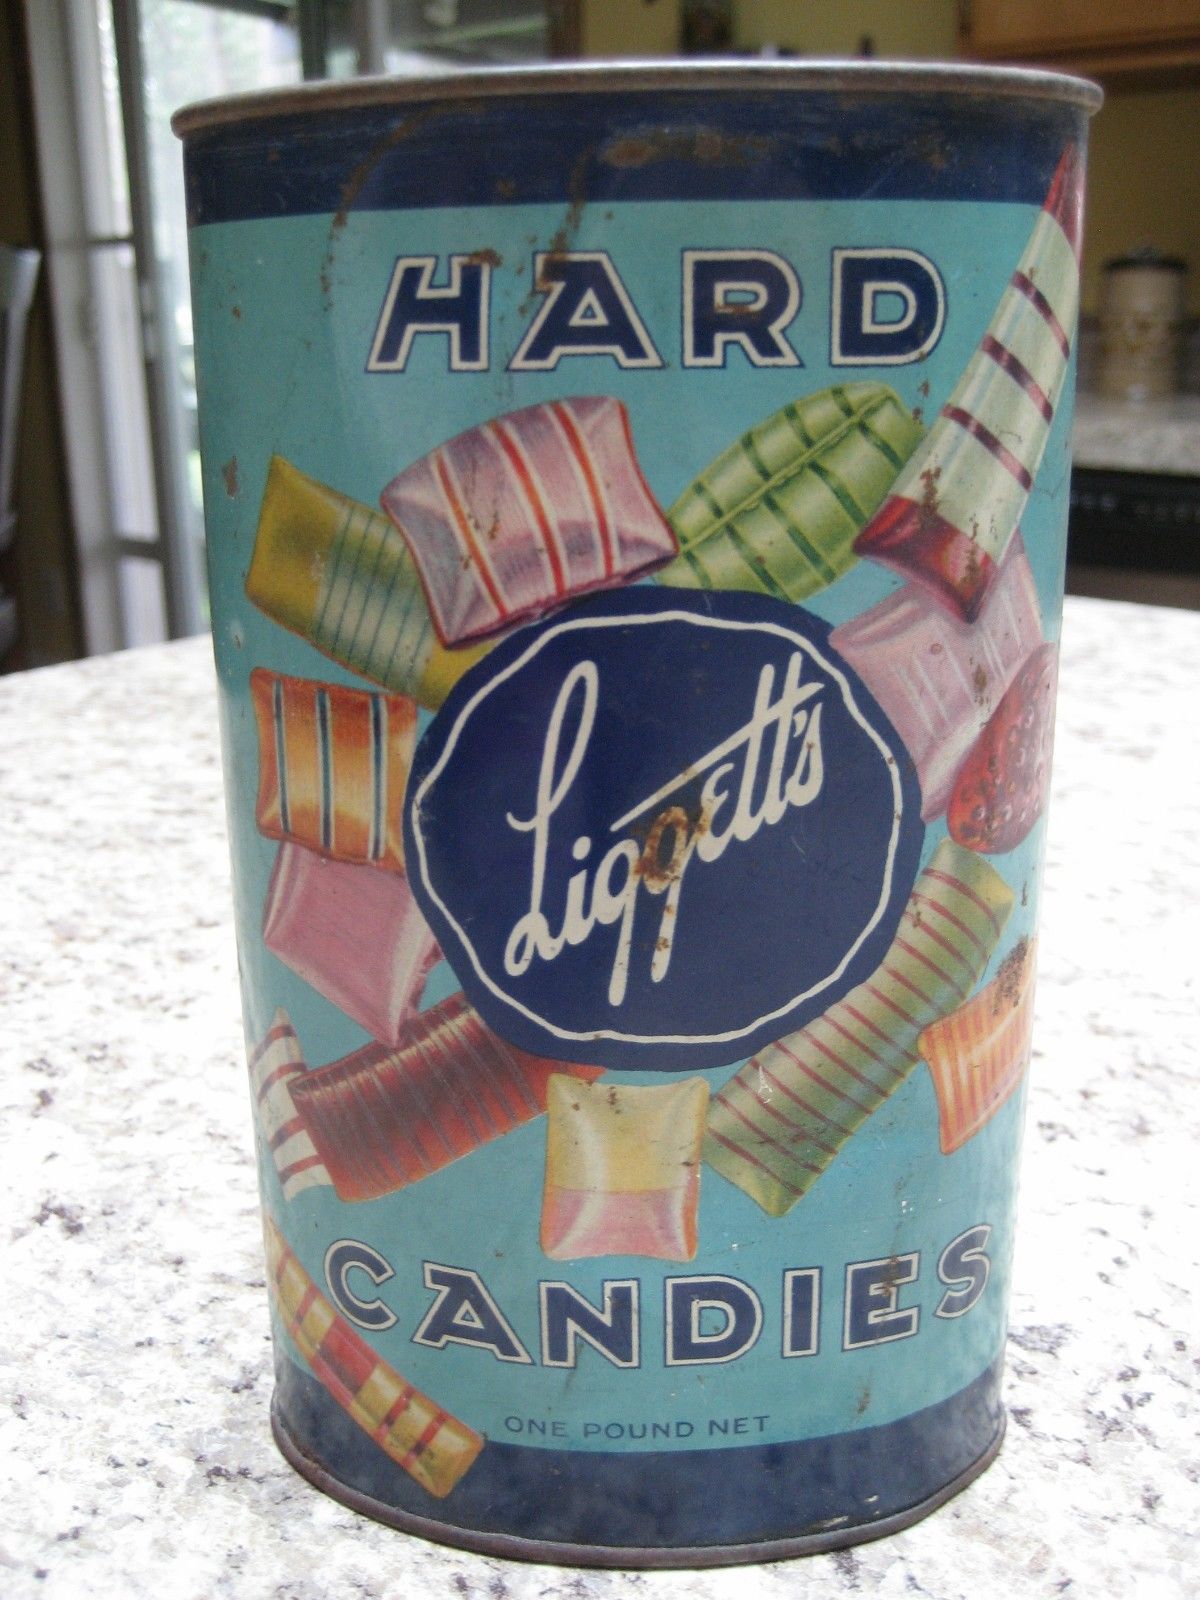 HARD
Liggett's
CANDIES
ONE POUND NET